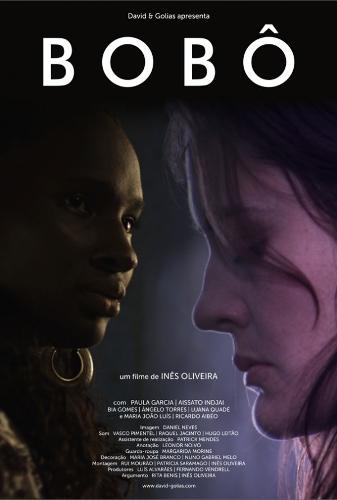 David & Golias apresenta
BOBÔ
um filme de INÊS OLIVEIRA
com PAULA GARCIA | AISSATO INDJAI
BIA GOMES | ÂNGELO TORRES | LUANA QUADE
e MARIA JOÃO LUÍS | RICARDO AIBÉO
Imagem DANIEL NEVES
Som VASCO PIMENTEL | RAQUEL JACINTO | HUGO LEITÃO
Assistente de realização PATRICK MENDES
Anotação LEONOR NOIVO
Guarda-roupa MARGARIDA MORINS
Decoração MARIA JOSÉ BRANCO | NUNO GABRIEL MELO
Montagem RUI MOURÃO | PATRÍCIA SARAMAGO | INÊS OLIVEIRA
Produtores LUÍS ALVARÃES | FERNANDO VENDRELL
Argumento RITA BENIS | INÊS OLIVEIRA
www.david-golias.com